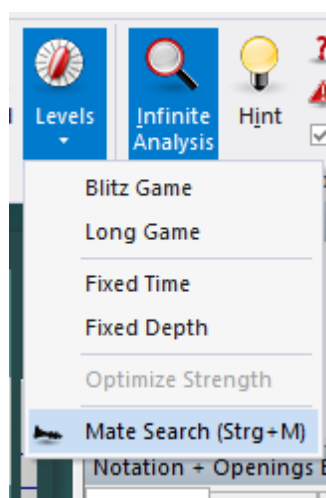 Levels
Infinite
Analysis
Hint
?
Blitz Game
Long Game
Fixed Time
Fixed Depth
Optimize Strength
Mate Search (Strg+M)
Notation + Openings